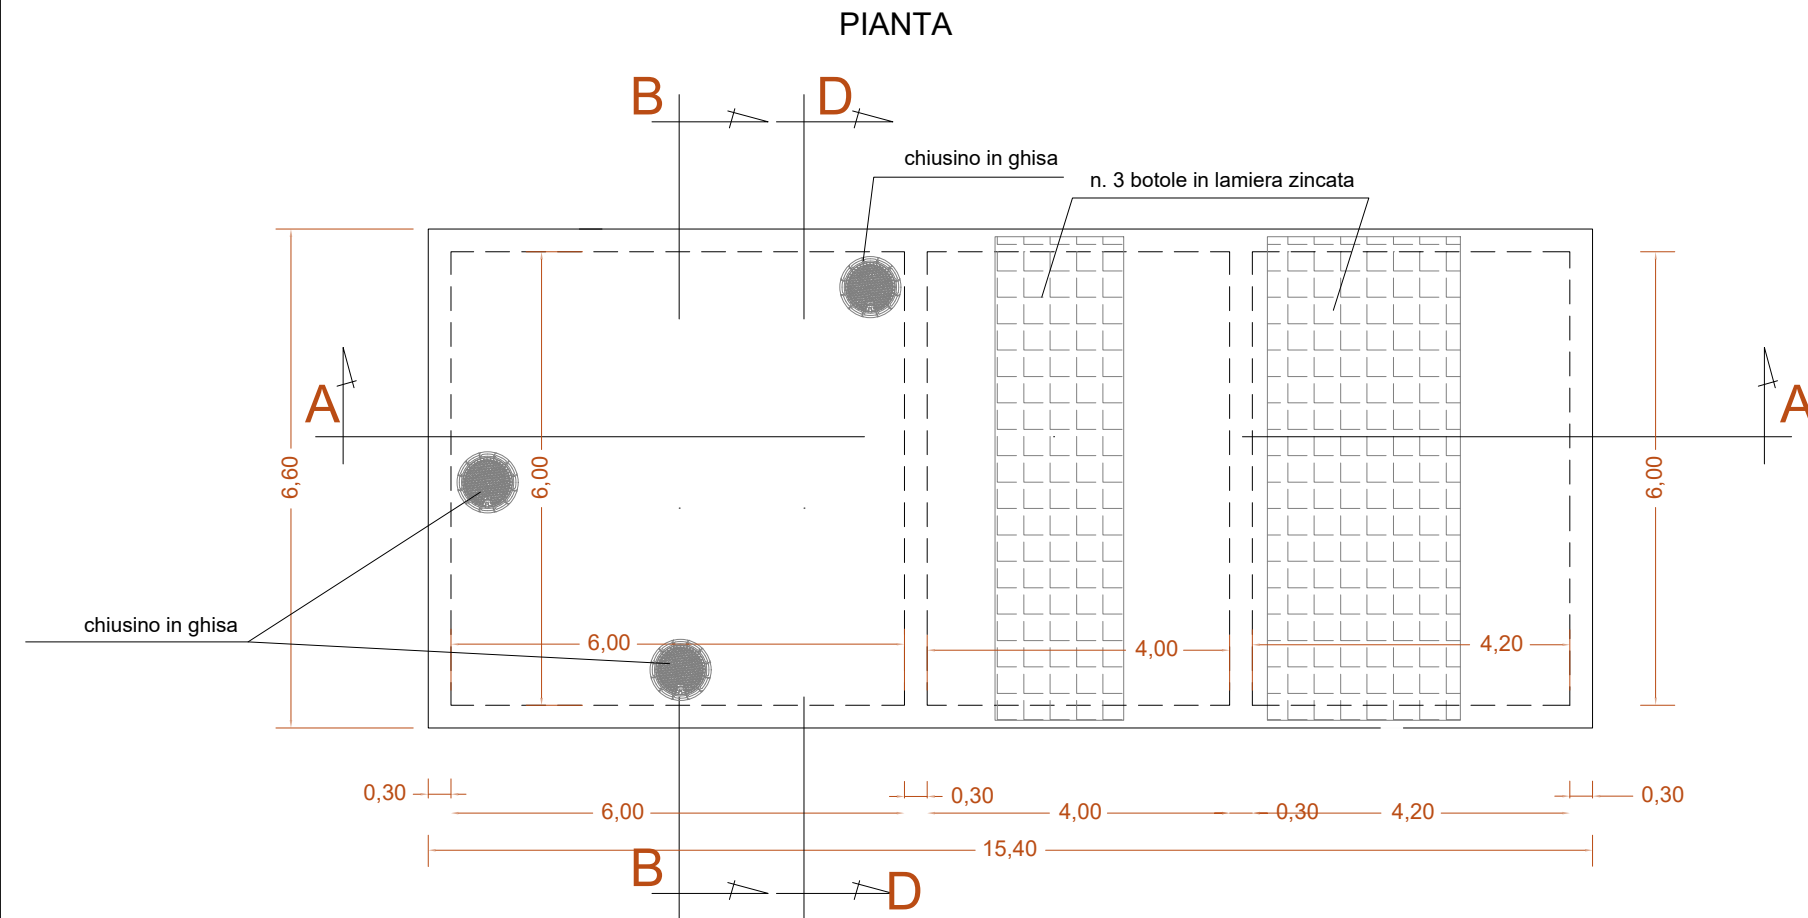 PIANTA
B
D
chiusino in ghisa
n. 3 botole in lamiera zincata
A
A
6,60
6,00
6,00
chiusino in ghisa
6,00
4,00
4,20
0,30
6,00
0,30
4,00
0,30
4,20
0,30
15,40
B
D